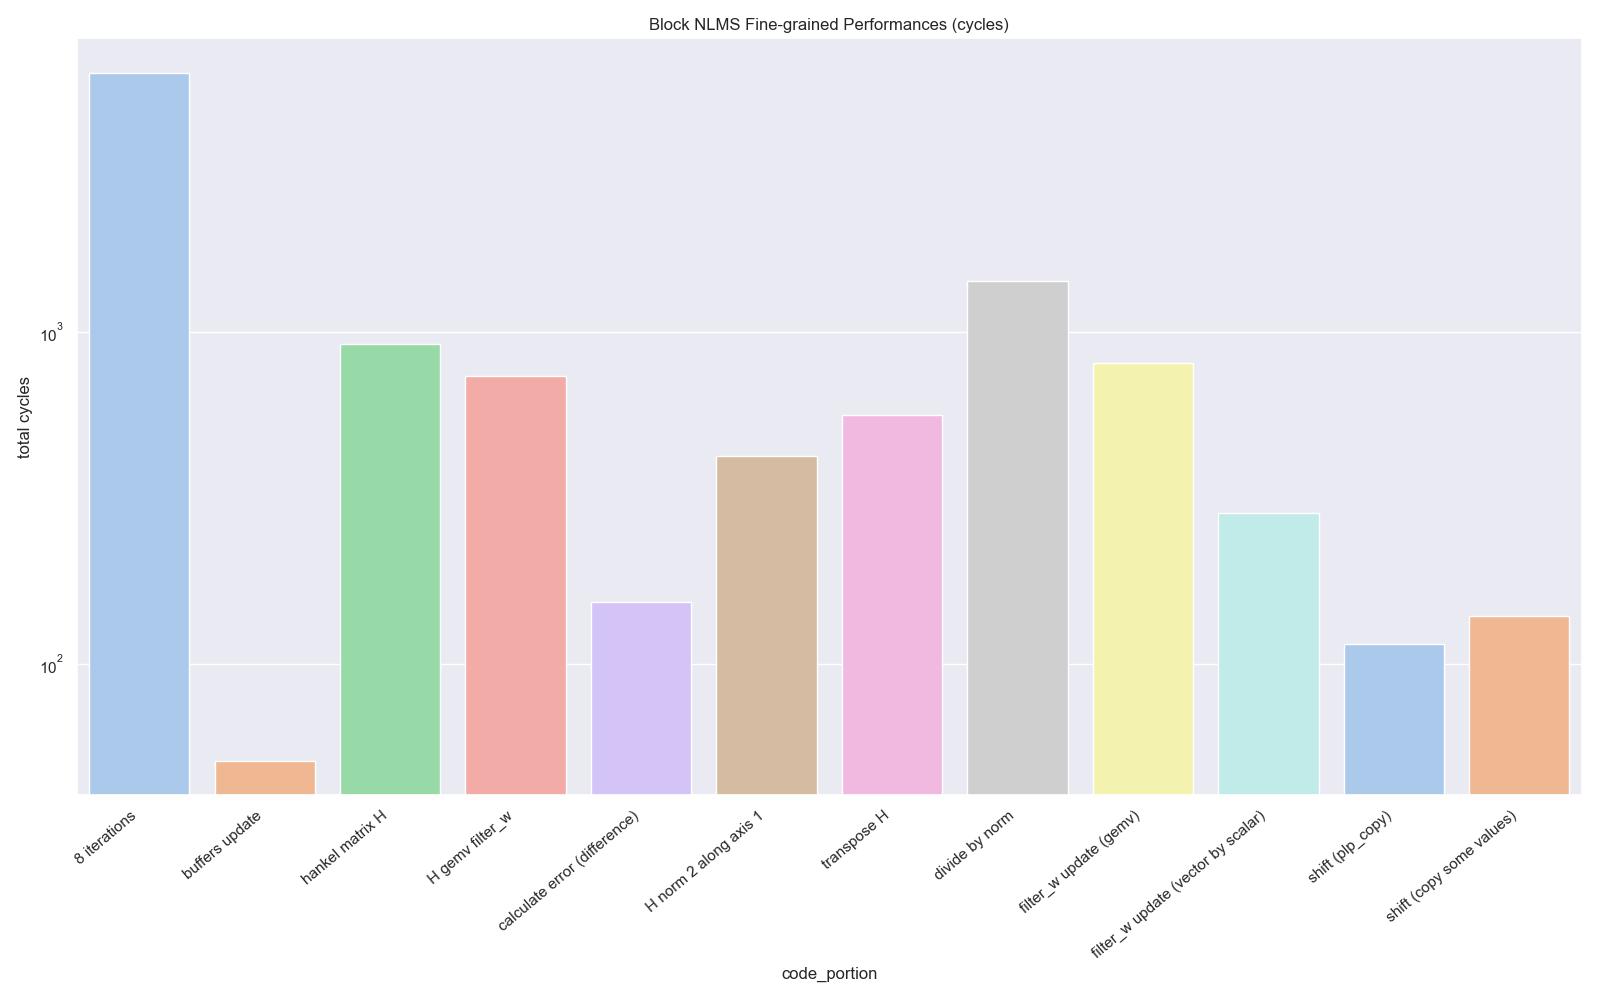 Block NLMS Fine-grained Performances (cycles)
10³
total cycles
10²
8 iterations
buffers update
hankel matrix H
H gemv filter_w
calculate error (difference)
H norm 2 along axis 1
transpose H
divide by norm
filter_w update (gemv)
filter_w update (vector by scalar)
shift (plp_copy)
shift (copy some values)
code_portion